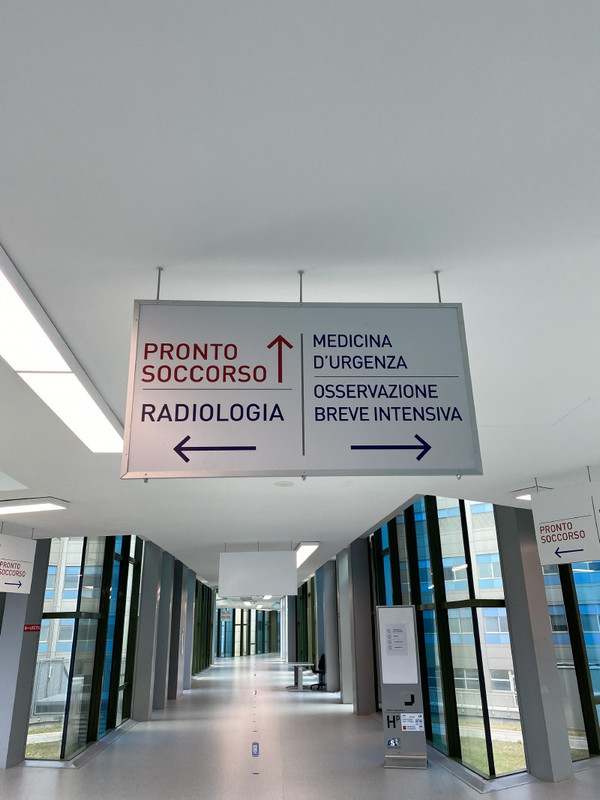 PRONTO
SOCCORSO
RADIOLOGIA
MEDICINA
D'URGENZA
OSSERVAZIONE
BREVE INTENSIVA
PRONTO
SOCCORSO
PRONTO
SOCCORSO